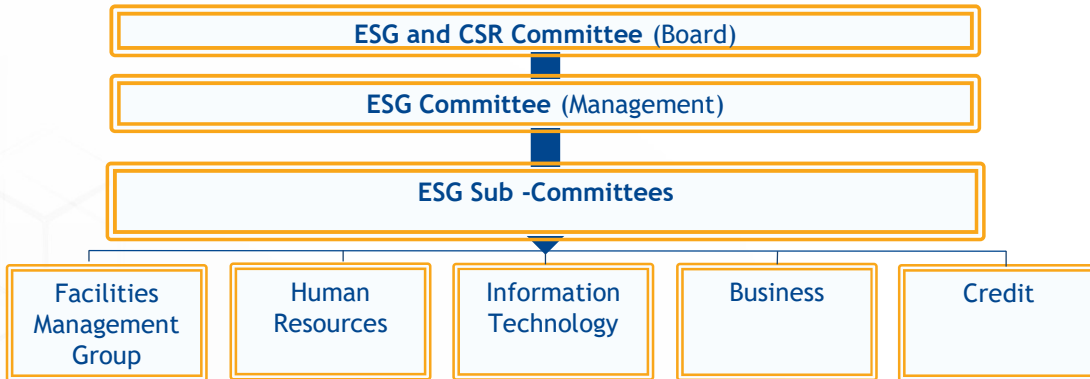 ESG and CSR Committee (Board)
ESG Committee (Management)
ESG Sub -Committees
Facilities
Management
Group
Human
Resources
Information
Technology
Business
Credit